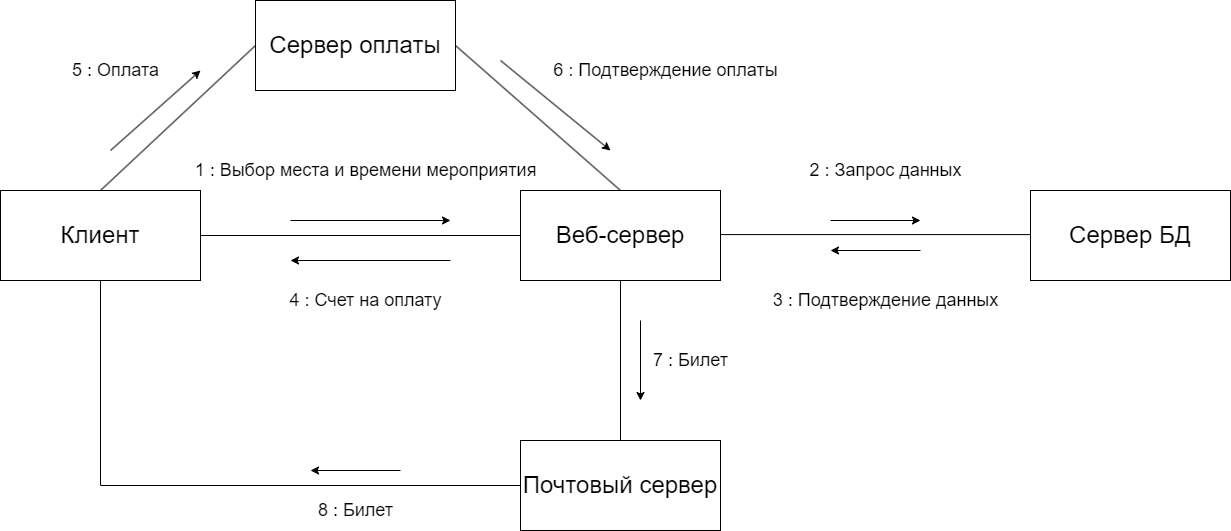 Сервер оплаты
5 : Оплата
6 : Подтверждение оплаты
1 : Выбор места и времени мероприятия
2 : Запрос данных
Клиент
Веб-сервер
Сервер БД
4 : Счет на оплату
3 : Подтверждение данных
7 : Билет
Почтовый сервер
8 : Билет